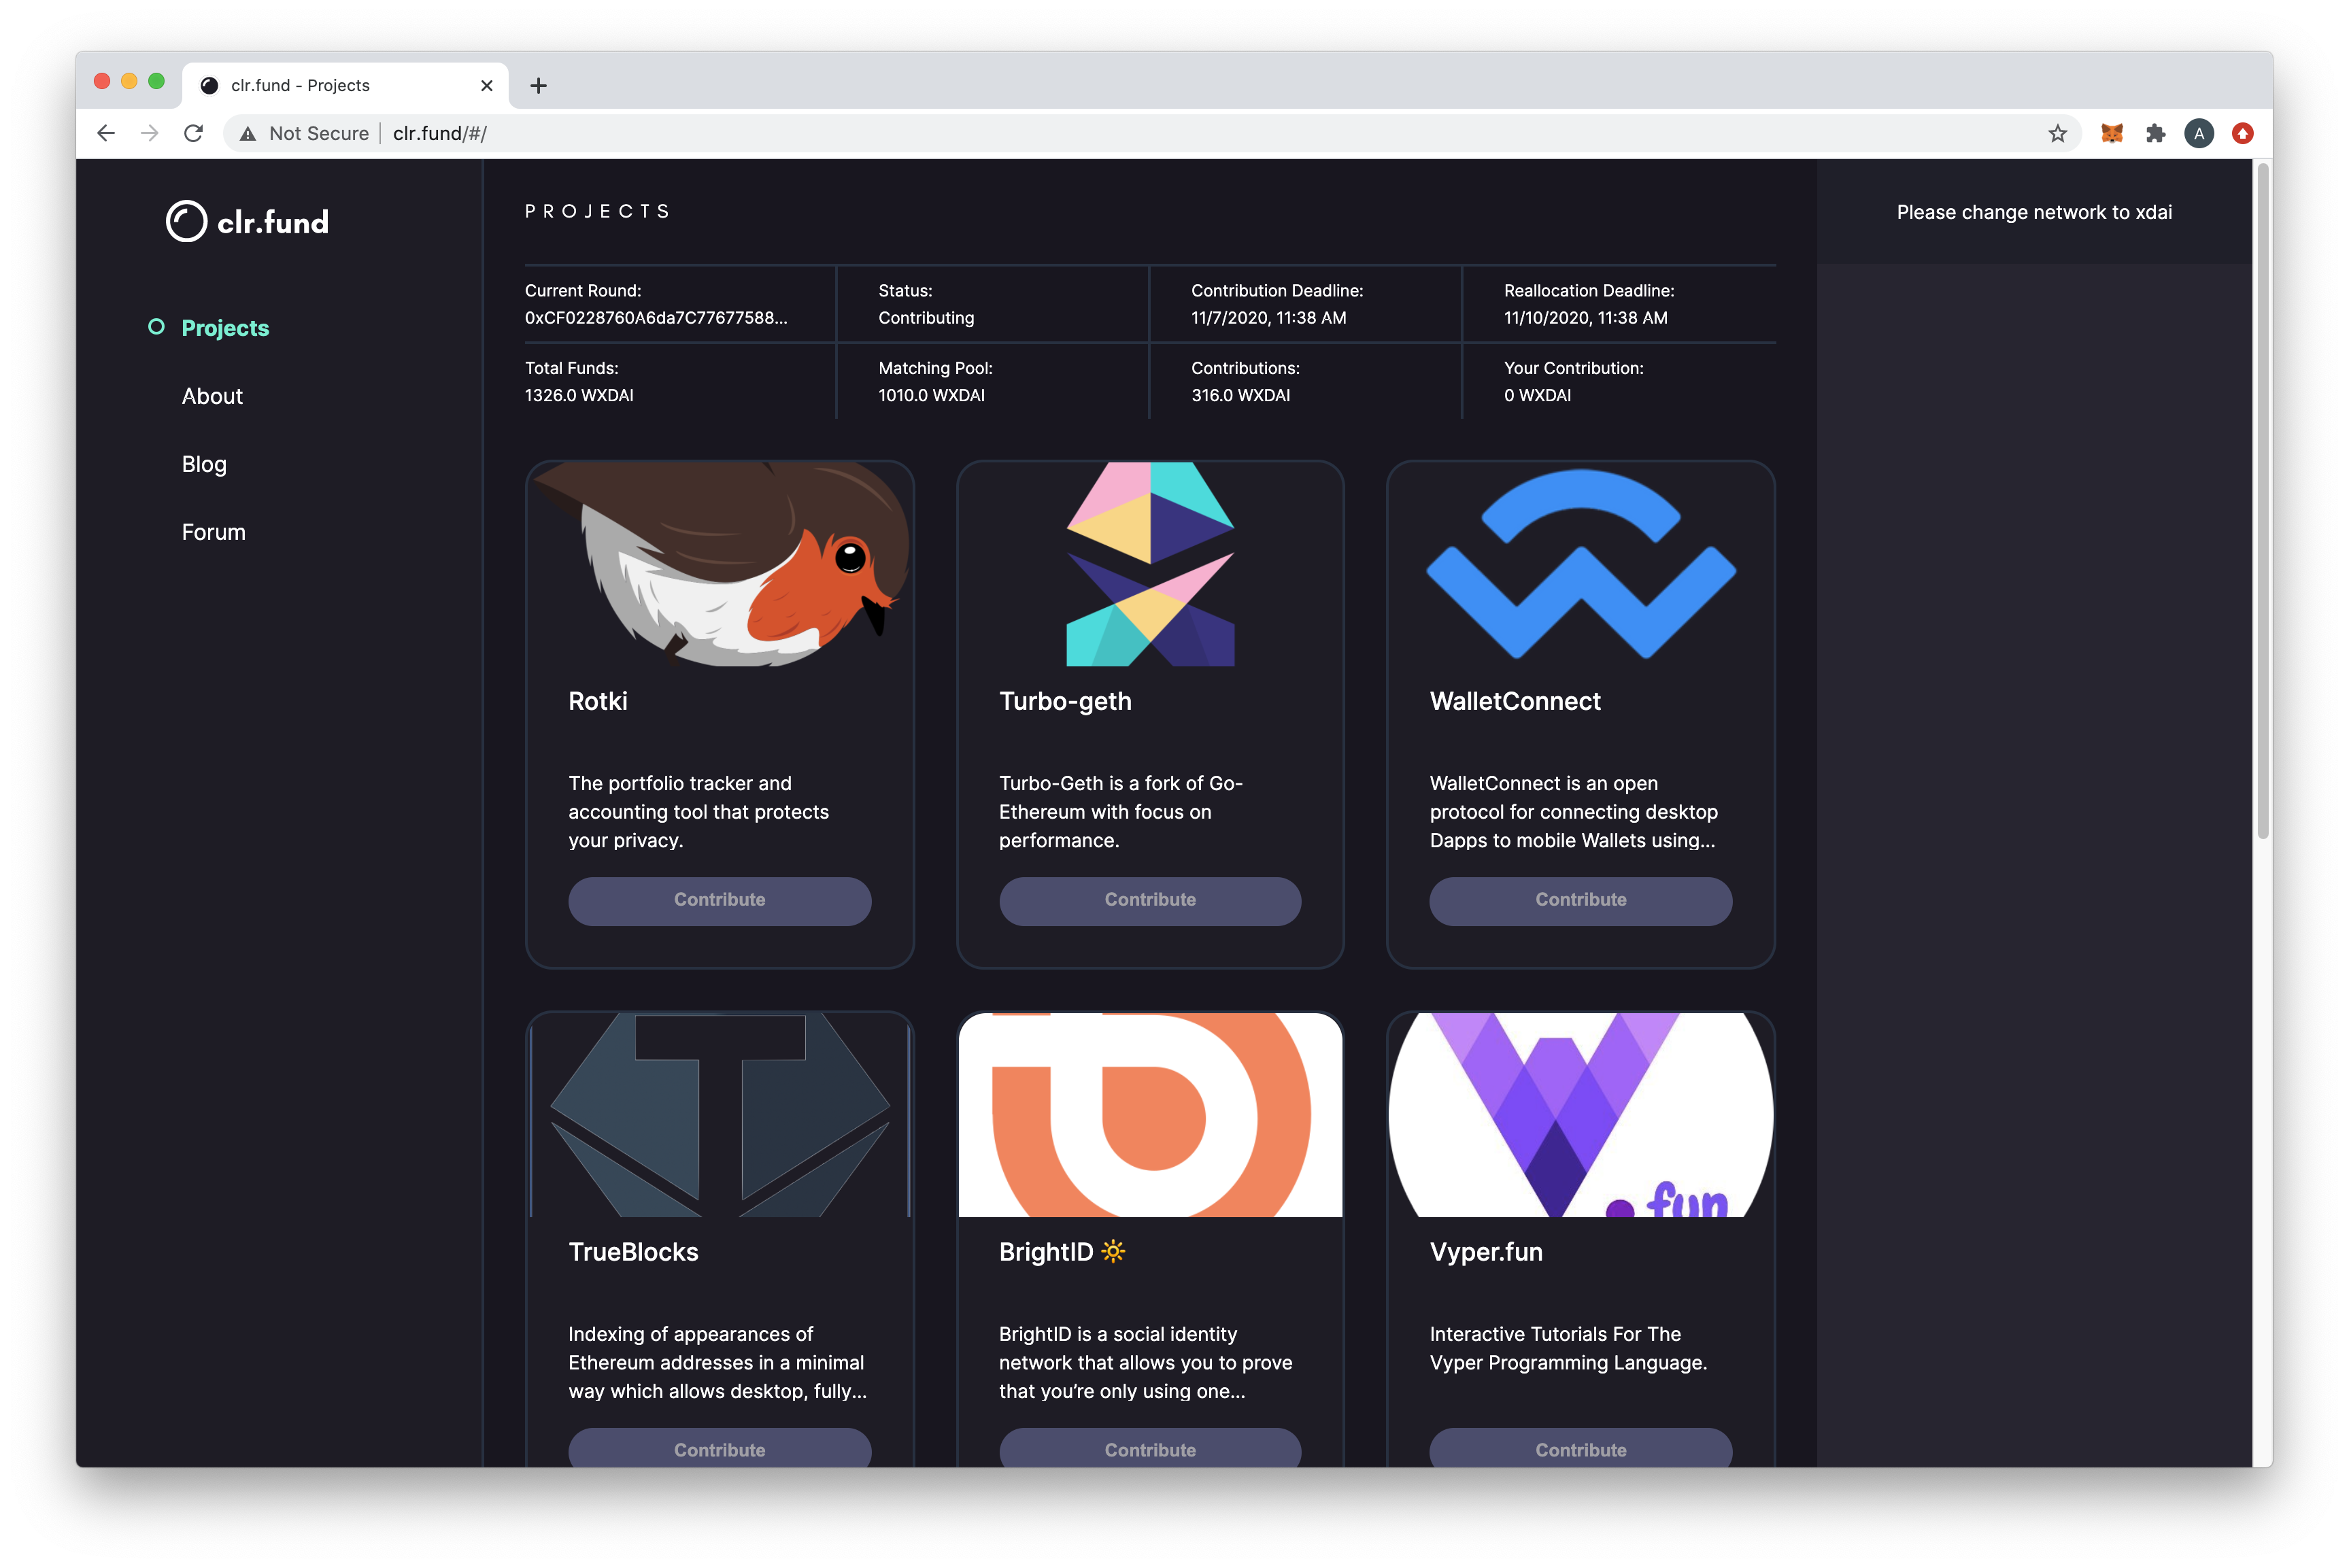 clr.fund - Projects
Not Secure
clr.fund/#/
A
clr.fund
Projects
About
Blog
Forum
PROJECTS
Please change network to xdai
Current Round:
0xCF0228760A6da7C77677588...
Status:
Contributing
Contribution Deadline:
11/7/2020, 11:38 AM
Reallocation Deadline:
11/10/2020, 11:38 AM
Total Funds:
1326.0 WXDAI
Matching Pool:
1010.0 WXDAI
Contributions:
316.0 WXDAI
Your Contribution:
0 WXDAI
Rotki
The portfolio tracker and
accounting tool that protects
your privacy.
Contribute
Turbo-geth
Turbo-Geth is a fork of Go-
Ethereum with focus on
performance.
Contribute
WalletConnect
WalletConnect is an open
protocol for connecting desktop
Dapps to mobile Wallets using...
Contribute
TrueBlocks
Indexing of appearances of
Ethereum addresses in a minimal
way which allows desktop, fully...
Contribute
BrightID 🔅
BrightID is a social identity
network that allows you to prove
that you’re only using one...
Contribute
.fun
Vyper.fun
Interactive Tutorials For The
Vyper Programming Language.
Contribute